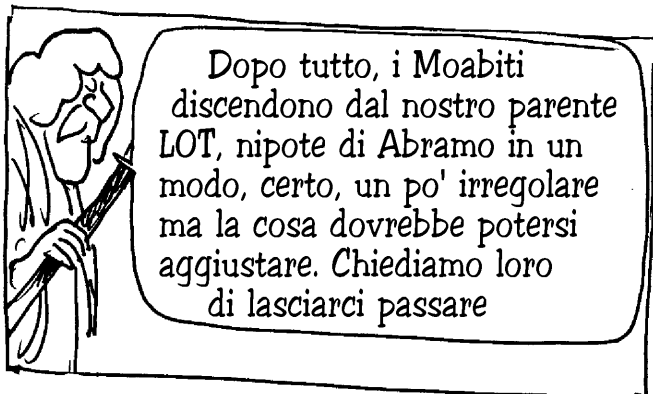 Dopo tutto, i Moabiti
discendono dal nostro parente
LOT, nipote di Abramo in un
modo, certo, un po' irregolare
ma la cosa dovrebbe potersi
aggiustare. Chiediamo loro
di lasciarci passare